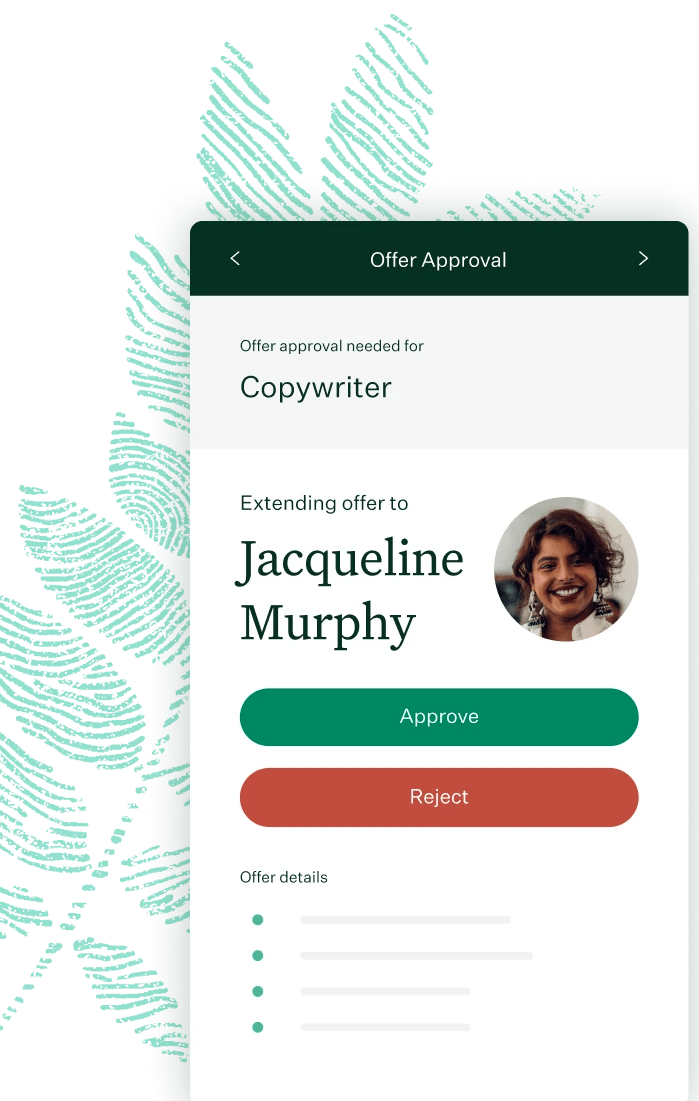 Offer Approval
Offer approval needed for
Copywriter
Extending offer to
Jacqueline
Murphy
Approve
Reject
Offer details